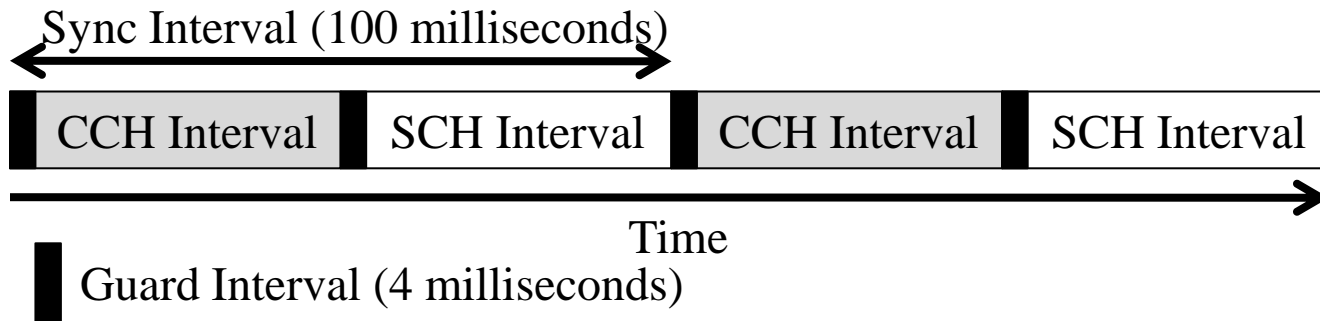 Sync Interval (100 milliseconds)
CCH Interval SCH Interval CCH Interval SCH Interval
Time
Guard Interval (4 milliseconds)